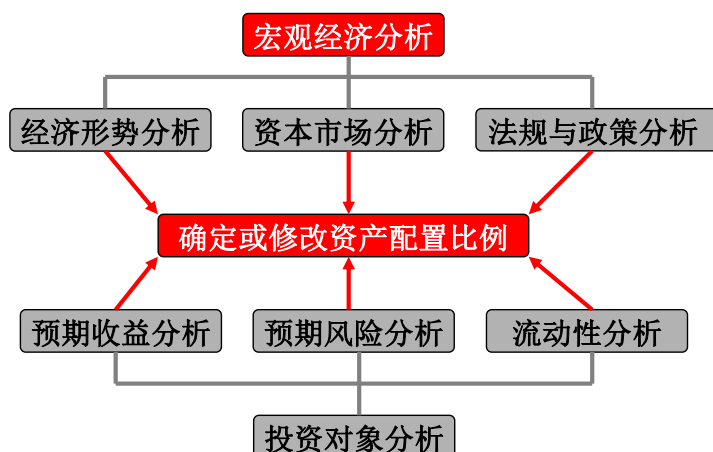 宏观经济分析
经济形势分析
资本市场分析
法规与政策分析
确定或修改资产配置比例
预期收益分析
预期风险分析
流动性分析
投资对象分析